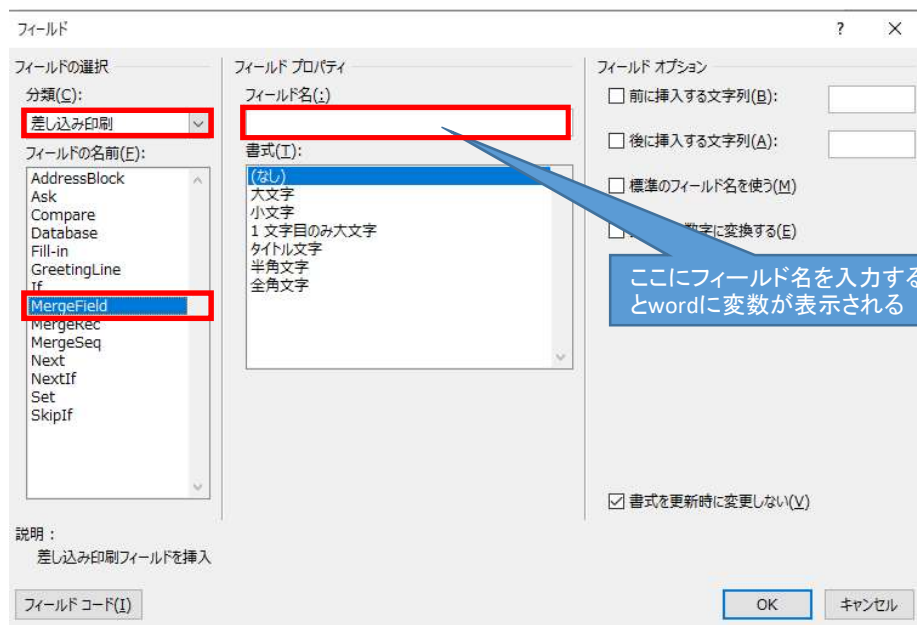 フィールド
? ×
フィールドの選択
分類(C):
差し込み印刷
フィールドの名前(F):
AddressBlock
Ask
Compare
Database
Fill-in
GreetingLine
If
MergeField
MergeRec
MergeSeq
Next
NextIf
Set
SkipIf
フィールド プロパティ
フィールド名(:)
書式(T):
(なし)
大文字
小文字
1 文字目のみ大文字
タイトル文字
半角文字
全角文字
フィールド オプション
前に挿入する文字列(B):
後に挿入する文字列(A):
標準のフィールド名を使う(M)
数字に変換する(E)
ここにフィールド名を入力する
とwordに変数が表示される
書式を更新時に変更しない(V)
説明:
差し込み印刷フィールドを挿入
フィールド コード(I)
OK
キャンセル